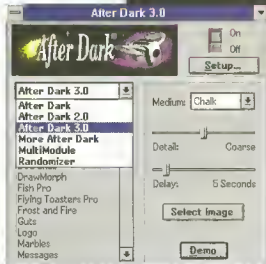 After Dark 3.0
After Dark
On
Off
Setup...
After Dark 3.0
After Dark
After Dark 2.0
After Dark 3.0
More After Dark
MultiModule
Randomizer
DrawMorph
Fish Pro
Flying Toasters Pro
Frost and Fire
Guts
Logo
Marbles
Messages
Medium:
Chalk
Detail:
Coarse
Delay:
5 Seconds
Select Image
Demo